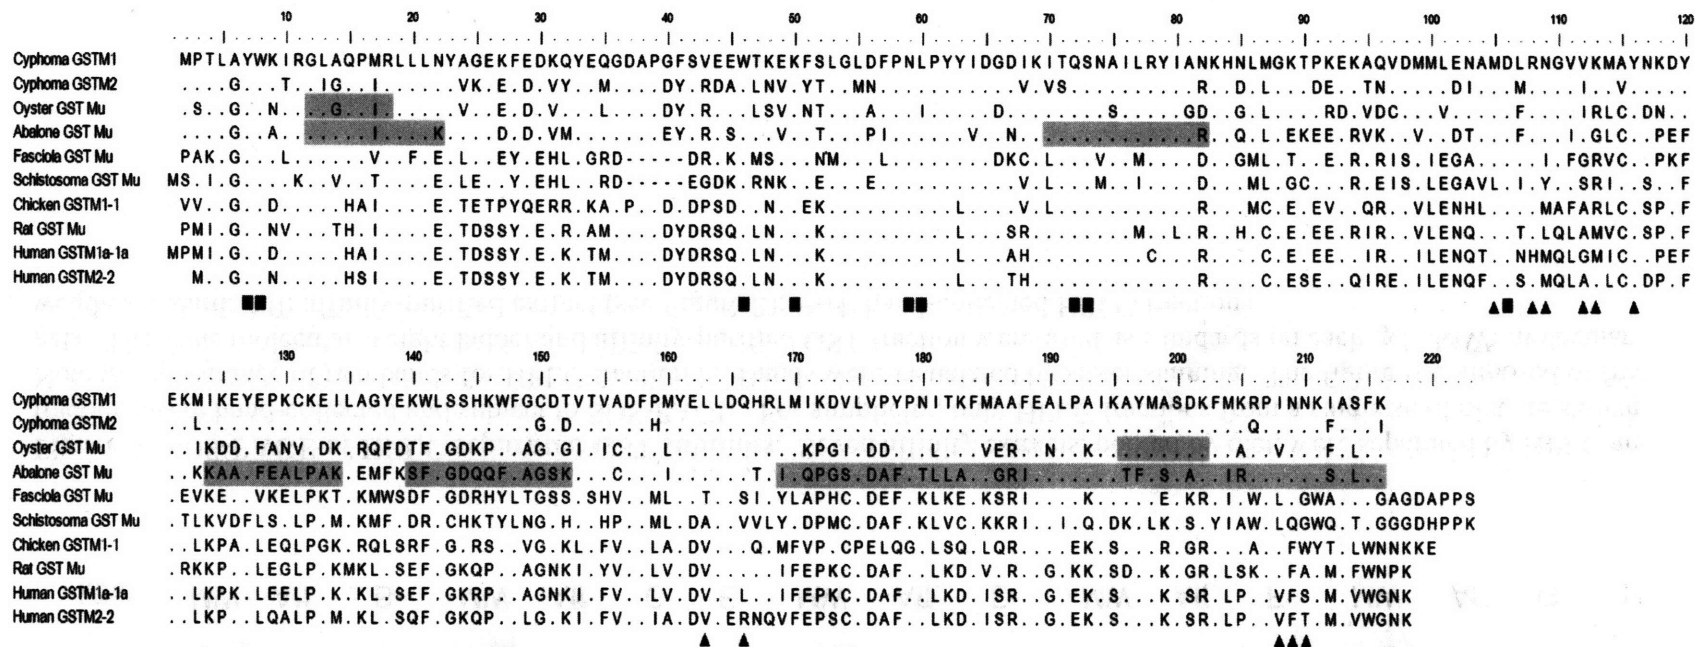 10 20 30 40 50 60 70 80 90 100 110 120
Cyphoma GSTM1 MPTLAYWKIRGLAQPMRLLLNYAGEKFEDKQYEQGDAPGFSVEEWTKEKFSLGLDFPNLPYYIDGDIKITQSNAILRYIANKHNLMGKTPKEKAQVDMMLENAMDLRNGVVKMAYNKDY
Cyphoma GSTM2 ....G...T..IG..I......VK.E.D.VY..M....DY.RDA.LNV.YT..MN...........V.VS..........R..D.L...DE..TN.....DI...M....I..V....
Oyster GST Mu .S..G..N....G..I......V..E.D.V...L....DY.R...LSV.NT...A...I.....D........S.....GD..G.L.....RD.VDC...V.....F....IRLC.DN..
Abalone GST Mu ....G..A.......I....K....D.D.VM.......EY.R.S...V..T...PI......V..N..............R..Q.L.EKEE.RVK..V..DT...F...I.GLC..PEF
Fasciola GST Mu PAK.G...L......V..F.E.L..EY.EHL.GRD-----DR.K.MS..NM...L........DKC.L...V..M....D..GML.T..E.R.RIS.IEGA.....I.FGRVC..PKF
Schistosoma GST Mu MS.I.G....K..V..T....E.LE..Y.EHL..RD-----EGDK.RNK..E...E...........V.L...M..I....D...ML.GC...R.EIS.LEGAVL.I.Y..SRI...S..F
Chicken GSTM1-1 VV..G..D.....HAI....E.TETPYQERR.KA.P..D.DPSD..N..EK..........L....V.L...........R...MC.E.EV..QR..VLENHL....MAFARLC.SP.F
Rat GST Mu PMI.G..NV...TH.I....E.TDSSY.E.R.AM....DYDRSQ.LN...K..........L...SR........M..L.R..H.C.E.EE.RIR..VLENQ...T.LQLAMVC.SP.F
Human GSTM1a-1a MPMI.G..D.....HAI....E.TDSSY.E.K.TM....DYDRSQ.LN...K..........L...AH.........C...R....C.E.EE..IR..ILENQT..NHMQLGMIC..PEF
Human GSTM2-2 M..G..N.....HSI....E.TDSSY.E.K.TM....DYDRSQ.LN...K..........L...TH.............R....C.ESE..QIRE.ILENQF..S.MQLA.LC.DP.F
130 140 150 160 170 180 190 200 210 220
Cyphoma GSTM1 EKMIKEYEPKCKEILAGYEKWLSSHKWFGCDTVTVADFPMYELLDQHRLMIKDVLVPYPNITKFMAAFEALPAIKAYMASDKFMKRPINNKIASFK
Cyphoma GSTM2 ..L..........................G.D......H..............................................Q.....F...I
Oyster GST Mu ..IKDD.FANV..DK..FFDT..GDKP...AG.GI.IC...L..........KPGI.DD.I.L...VER..N..K...........A..V..F.L..
Abalone GST Mu ..KKAA.FEALPAK.EMFKSF.GDQQF.AGSK...C...I......T.I.QPGS.DAF.TLLA..GRI.......TF.S.A..IR......S.L..
Fasciola GST Mu .EVKE..VKELPKT.KMWSDF.GDRHYLTGSS.SHV..ML..T..SI.YLAPHC.DEF.KLKE.KSRI....K.....E.KR.I.W.L.GWA...GAGDAPPS
Schistosoma GST Mu .TLKVDFLS.LP.M.KMF.DR.CHKTYLNG.H..HP..ML.DA..VVLY.DPMC.DAF.KLVC.KKRI...I.Q.DK.LK.S.YIAW.LQGWQ.T.GGGDHPPK
Chicken GSTM1-1 ..LKPA.LEQLPGK.RQLSRF.G.RS..VG.KL.FV..LA.DV...Q.MFVP.CPELQG.LSQ.LQR....EK.S...R.GR...A..FWYT.LWNNKKE
Rat GST Mu .RKKP..LEGLP.KMKL.SEF.GKQP..AGNKI.YV..LV.DV.....IFEPKC.DAF..LKD.V.R..G.KK.SD..K.GR.LSK..FA.M.FWNPK
Human GSTM1a-1a ..LKPK.LEELP.K.KL.SEF.GKRP..AGNKI.FV..LV.DV..L..IFEPKC.DAF..LKD.ISR..G.EK.S...K.SR.LP..VFS.M.VWGNK
Human GSTM2-2 ..LKP..LQALP.M.KL.SQF.GKQP..LG.KI.FV..IA.DV.ERNQVFEPSC.DAF..LKD.ISR..G.EK.S...K.SR.LP..VFT.M.VWGNK